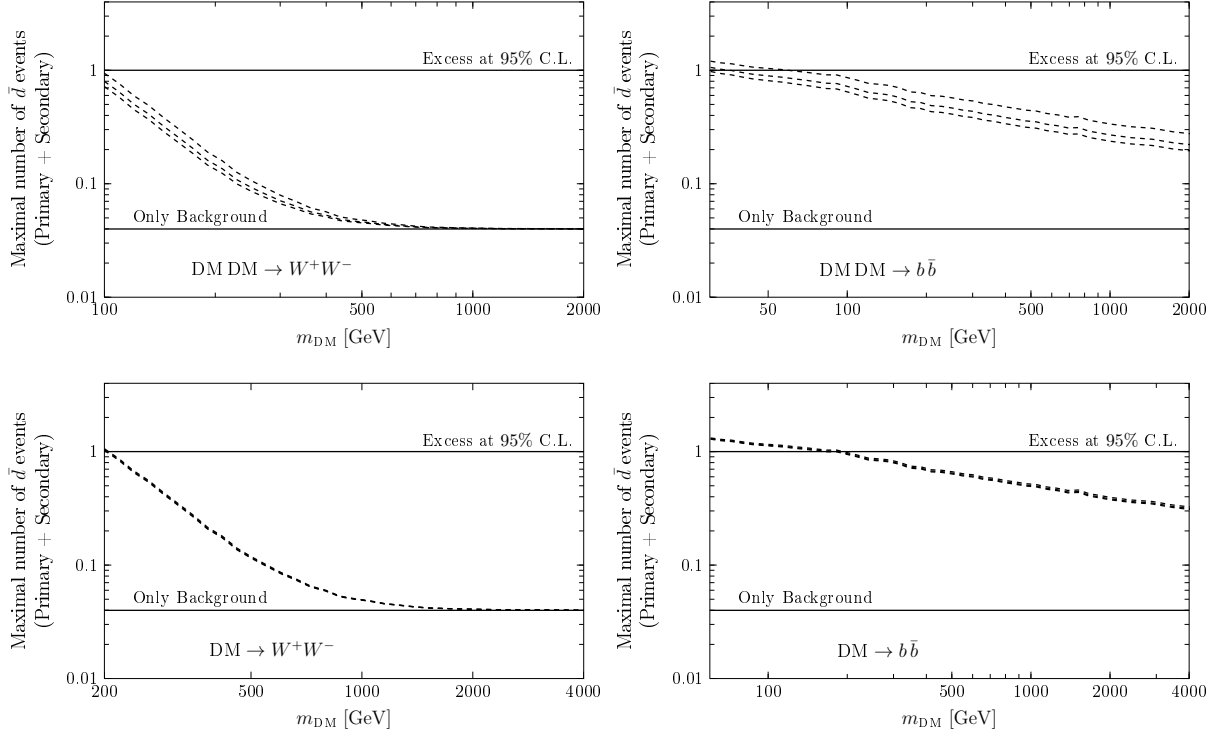 Maximal number of d̄ events
(Primary + Secondary)
1
0.1
0.01
Excess at 95% C.L.
Only Background
DM DM → W⁺W⁻
100
500
1000
2000
m_DM [GeV]
Maximal number of d̄ events
(Primary + Secondary)
1
0.1
0.01
Excess at 95% C.L.
Only Background
DM DM → b b̄
50
100
500
1000
2000
m_DM [GeV]
Maximal number of d̄ events
(Primary + Secondary)
1
0.1
0.01
Excess at 95% C.L.
Only Background
DM → W⁺W⁻
200
500
1000
2000
4000
m_DM [GeV]
Maximal number of d̄ events
(Primary + Secondary)
1
0.1
0.01
Excess at 95% C.L.
Only Background
DM → b b̄
100
500
1000
2000
4000
m_DM [GeV]